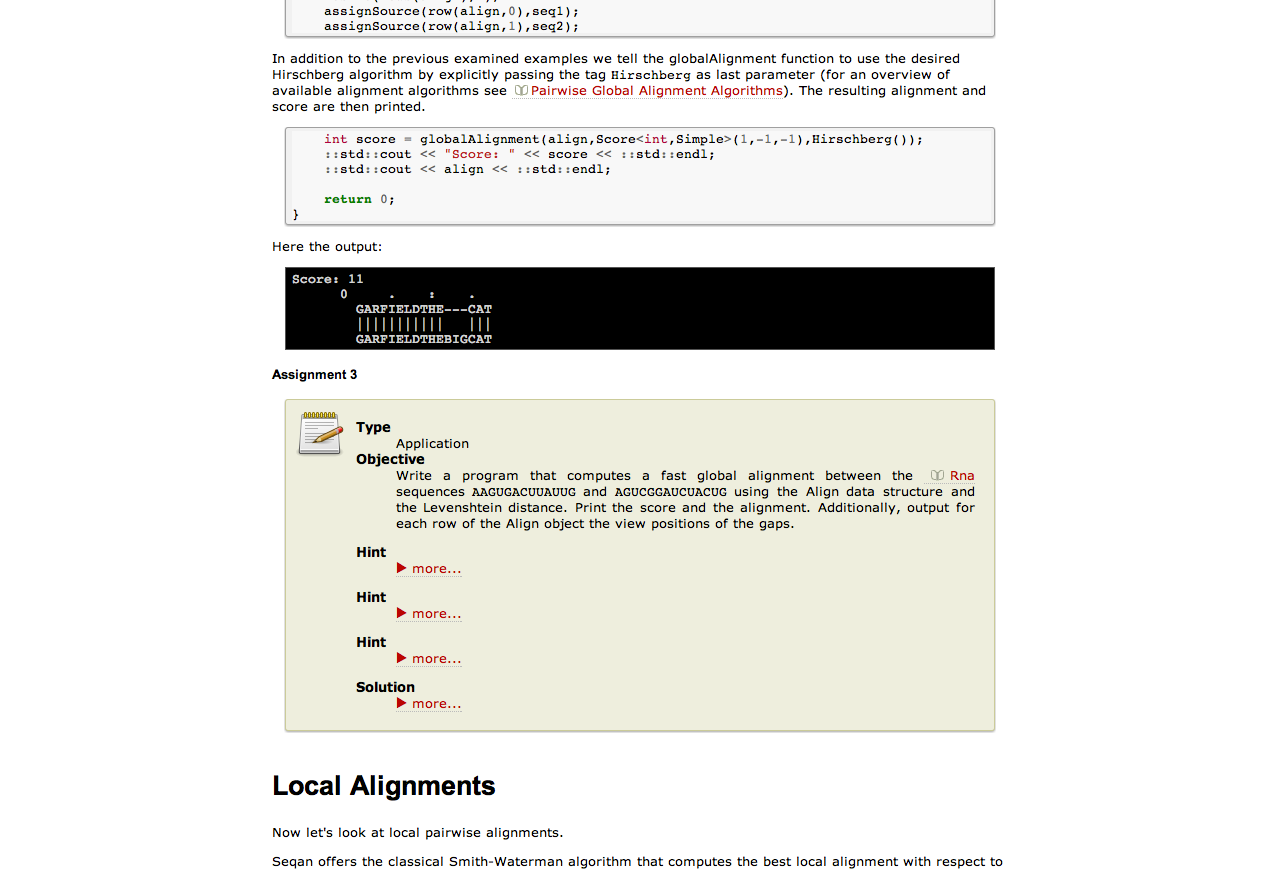 assignSource(row(align,0),seq1);
assignSource(row(align,1),seq2);
In addition to the previous examined examples we tell the globalAlignment function to use the desired
Hirschberg algorithm by explicitly passing the tag Hirschberg as last parameter (for an overview of
available alignment algorithms see Pairwise Global Alignment Algorithms). The resulting alignment and
score are then printed.
int score = globalAlignment(align,Score<int,Simple>(1,-1,-1),Hirschberg());
::std::cout << "Score: " << score << ::std::endl;
::std::cout << align << ::std::endl;
return 0;
}
Here the output:
Score: 11
0 . : .
GARFIELDTHE---CAT
||||||||||| |||
GARFIELDTHEBIGCAT
Assignment 3
Type
Application
Objective
Write a program that computes a fast global alignment between the Rna
sequences AAGUGACUUAUUG and AGUCGGAUCUACUG using the Align data structure and
the Levenshtein distance. Print the score and the alignment. Additionally, output for
each row of the Align object the view positions of the gaps.
Hint
more...
Hint
more...
Hint
more...
Solution
more...
Local Alignments
Now let's look at local pairwise alignments.
Seqan offers the classical Smith-Waterman algorithm that computes the best local alignment with respect to